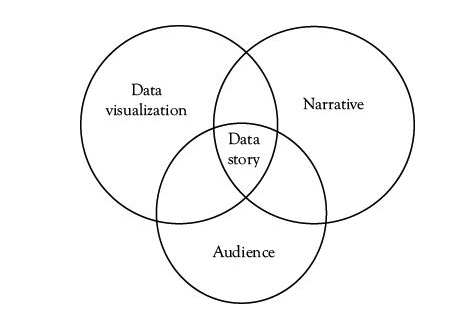 Data
visualization
Narrative
Data
story
Audience